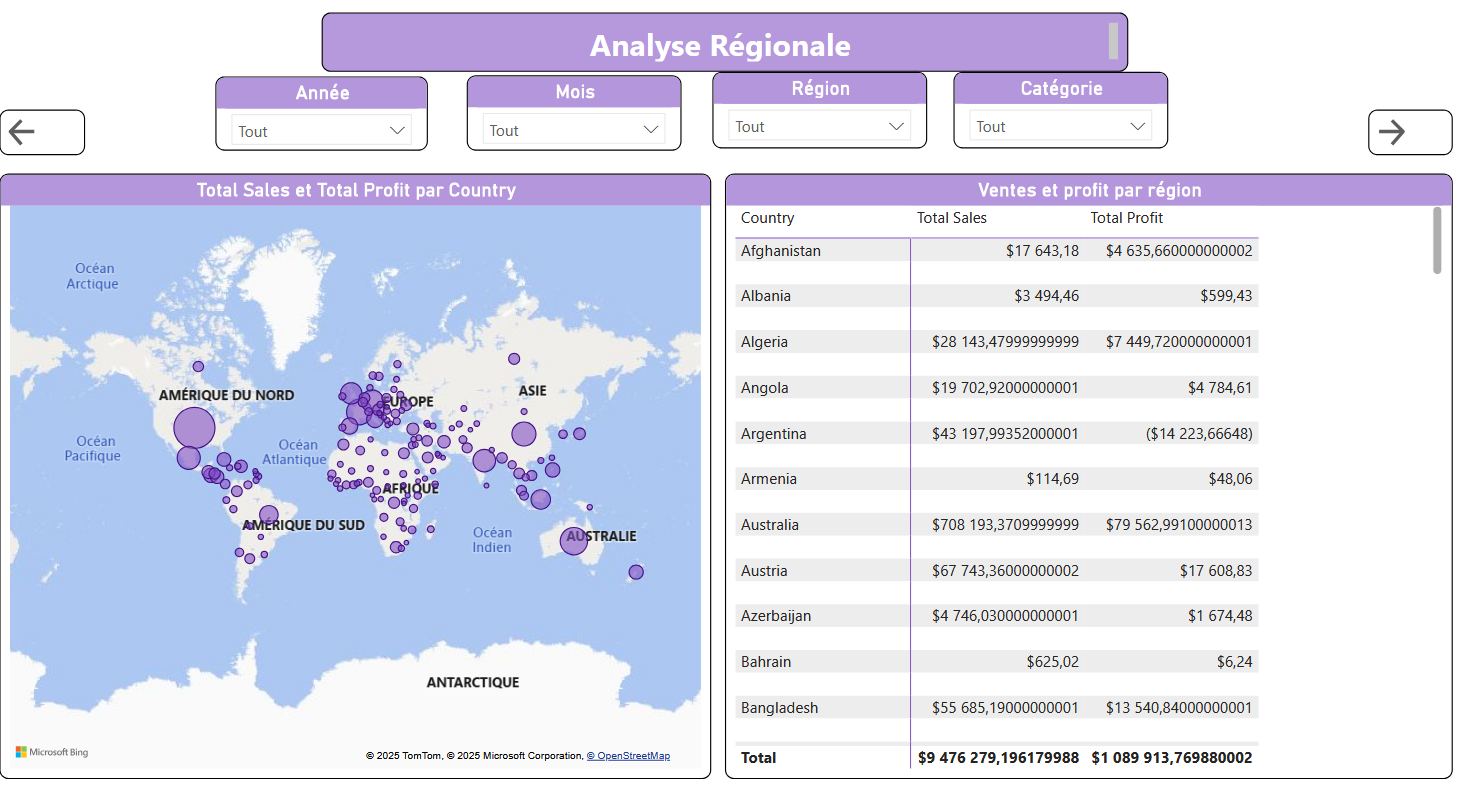 Analyse Régionale
Année
Tout
Mois
Tout
Région
Tout
Catégorie
Tout
Total Sales et Total Profit par Country
Océan
Arctique
AMÉRIQUE DU NORD
EUROPE
ASIE
Océan
Pacifique
Océan
Atlantique
AFRIQUE
AMÉRIQUE DU SUD
Océan
Indien
AUSTRALIE
ANTARCTIQUE
Microsoft Bing
© 2025 TomTom, © 2025 Microsoft Corporation, © OpenStreetMap
Ventes et profit par région
Country Total Sales Total Profit
Afghanistan $17 643,18 $4 635,660000000002
Albania $3 494,46 $599,43
Algeria $28 143,47999999999 $7 449,720000000001
Angola $19 702,92000000001 $4 784,61
Argentina $43 197,99352000001 ($14 223,66648)
Armenia $114,69 $48,06
Australia $708 193,3709999999 $79 562,99100000013
Austria $67 743,36000000002 $17 608,83
Azerbaijan $4 746,030000000001 $1 674,48
Bahrain $625,02 $6,24
Bangladesh $55 685,19000000001 $13 540,84000000001
Total $9 476 279,196179988 $1 089 913,769880002